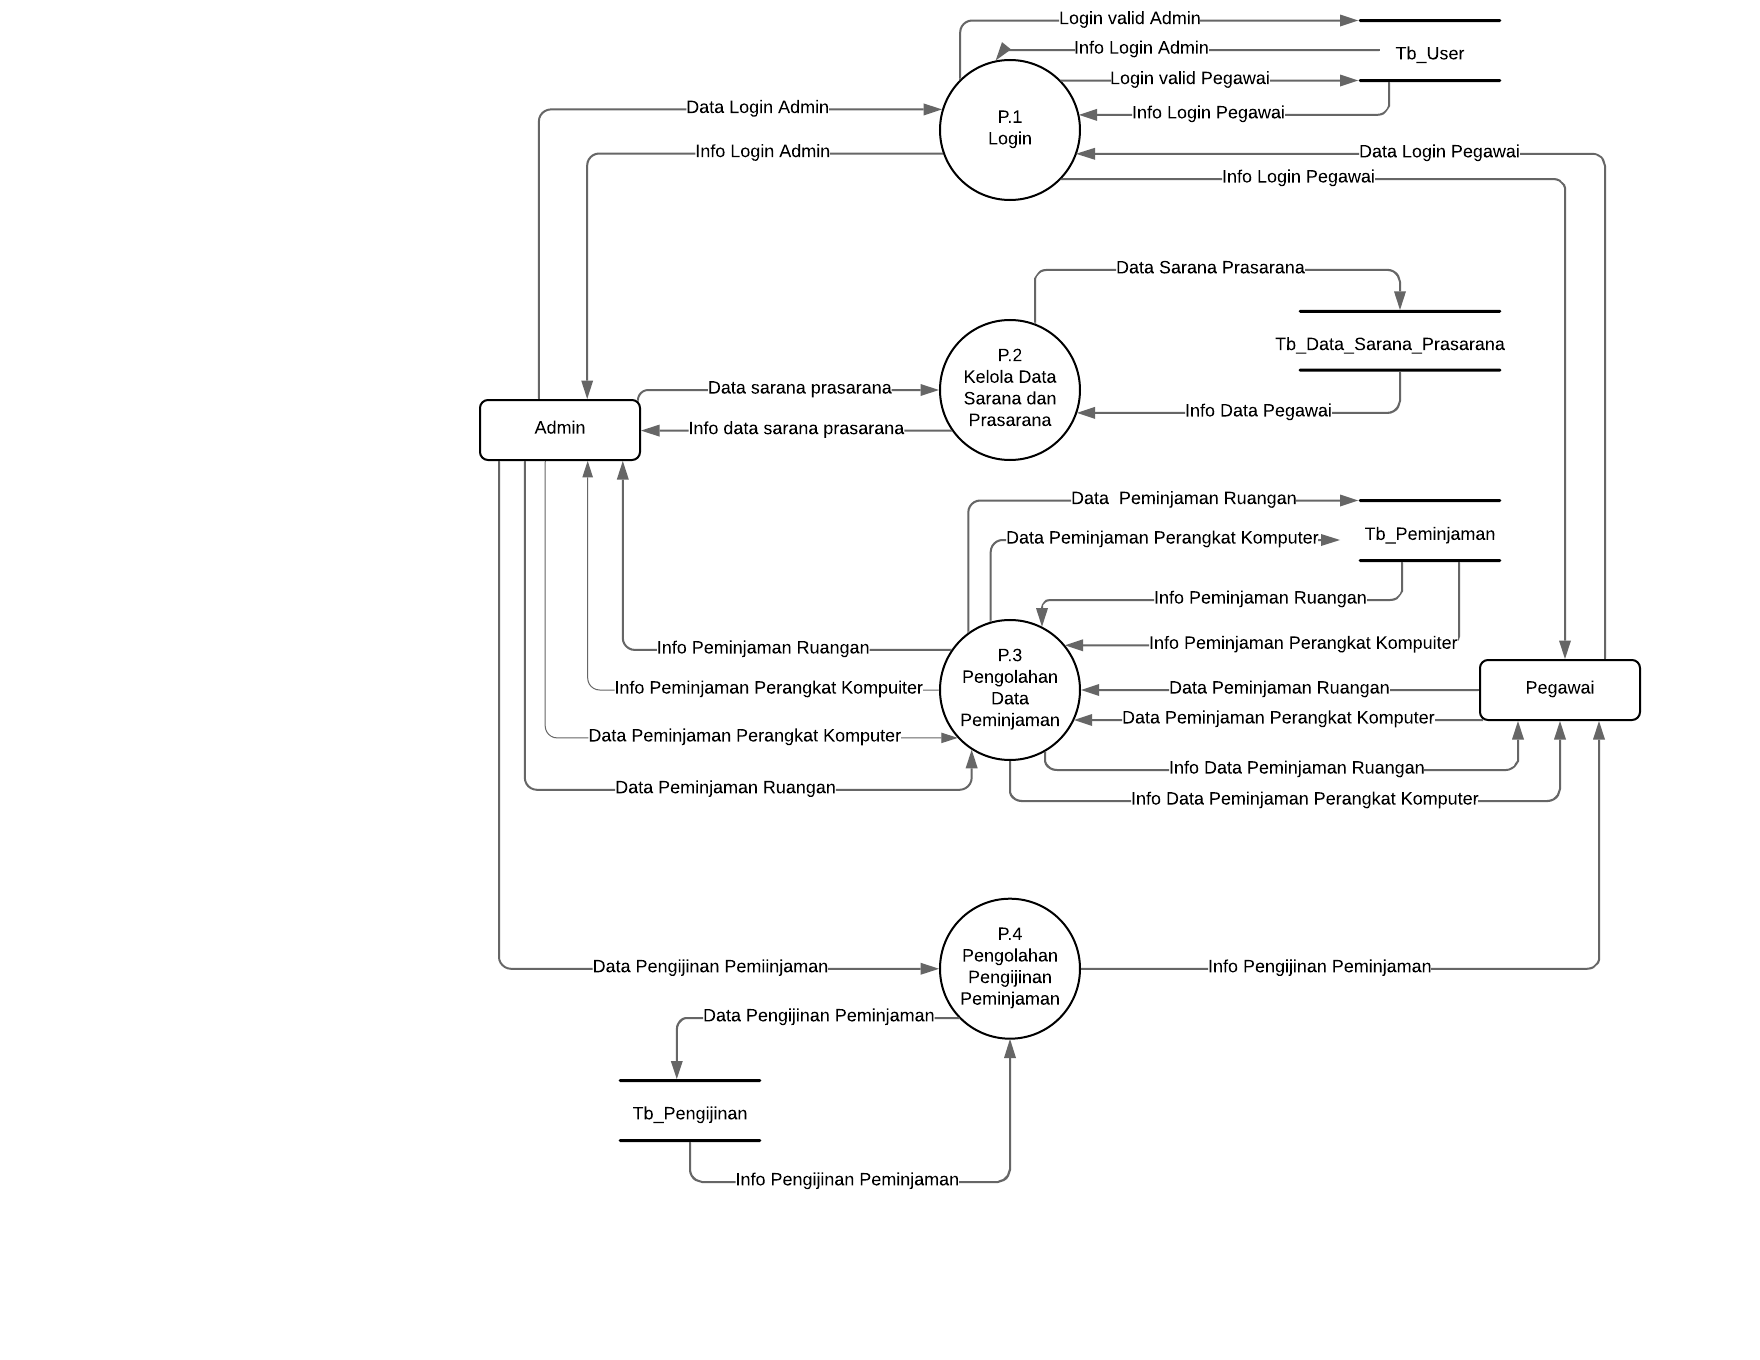 Login valid Admin
Info Login Admin
Tb_User
Login valid Pegawai
Data Login Admin
Info Login Pegawai
P.1
Login
Info Login Admin
Data Login Pegawai
Info Login Pegawai
Data Sarana Prasarana
Tb_Data_Sarana_Prasarana
P.2
Kelola Data
Sarana dan
Prasarana
Data sarana prasarana
Info Data Pegawai
Admin
Info data sarana prasarana
Data  Peminjaman Ruangan
Data Peminjaman Perangkat Komputer
Tb_Peminjaman
Info Peminjaman Ruangan
Info Peminjaman Perangkat Kompuiter
Info Peminjaman Ruangan
P.3
Pengolahan
Data
Peminjaman
Info Peminjaman Perangkat Kompuiter
Data Peminjaman Ruangan
Pegawai
Data Peminjaman Perangkat Komputer
Data Peminjaman Perangkat Komputer
Info Data Peminjaman Ruangan
Data Peminjaman Ruangan
Info Data Peminjaman Perangkat Komputer
P.4
Pengolahan
Pengijinan
Peminjaman
Data Pengijinan Pemiinjaman
Info Pengijinan Peminjaman
Data Pengijinan Peminjaman
Tb_Pengijinan
Info Pengijinan Peminjaman